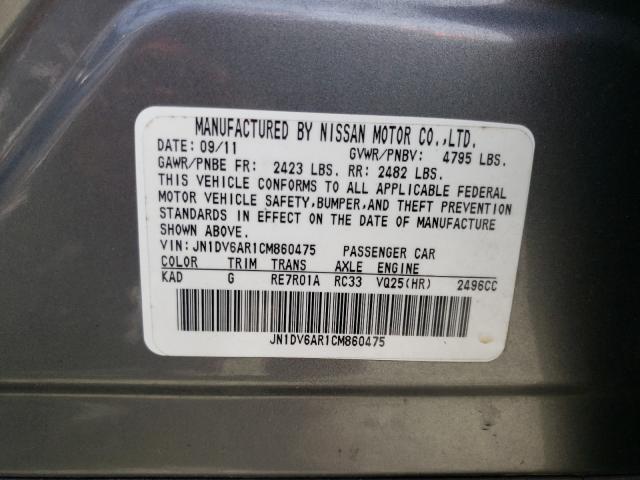 MANUFACTURED BY NISSAN MOTOR CO.,LTD.
DATE: 09/11 GVWR/PNBV: 4795 LBS.
GAWR/PNBE FR: 2423 LBS. RR: 2482 LBS.
THIS VEHICLE CONFORMS TO ALL APPLICABLE FEDERAL
MOTOR VEHICLE SAFETY,BUMPER,AND THEFT PREVENTION
STANDARDS IN EFFECT ON THE DATE OF MANUFACTURE
SHOWN ABOVE.
VIN: JN1DV6AR1CM860475 PASSENGER CAR
COLOR TRIM TRANS AXLE ENGINE
KAD G RE7R01A RC33 VQ25(HR) 2496CC
JN1DV6AR1CM860475